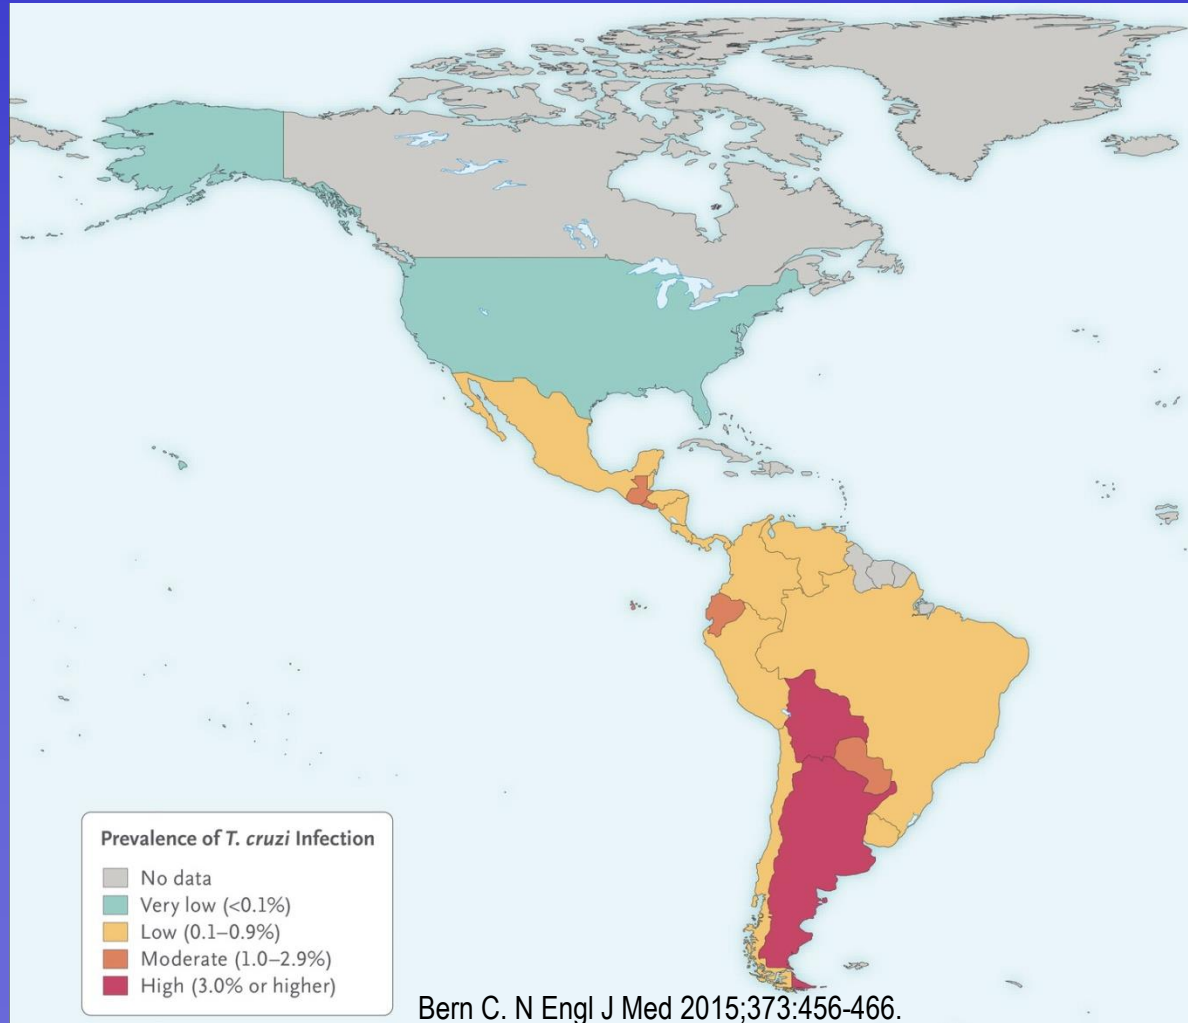 Prevalence of T. cruzi Infection
No data
Very low (<0.1%)
Low (0.1–0.9%)
Moderate (1.0–2.9%)
High (3.0% or higher)
Bern C. N Engl J Med 2015;373:456-466.